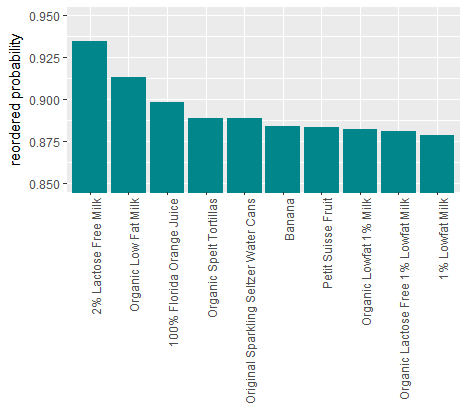 reordered probability
0.950
0.925
0.900
0.875
0.850
2% Lactose Free Milk
Organic Low Fat Milk
100% Florida Orange Juice
Organic Spelt Tortillas
Original Sparkling Seltzer Water Cans
Banana
Petit Suisse Fruit
Organic Lowfat 1% Milk
Organic Lactose Free 1% Lowfat Milk
1% Lowfat Milk